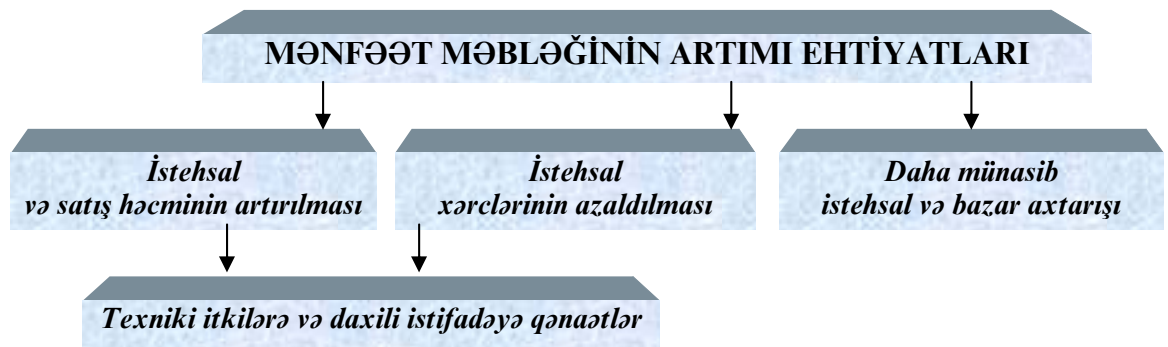 MƏNFƏƏT MƏBLƏĞİNİN ARTIMI EHTİYATLARI
İstehsal
və satış həcminin artırılması
İstehsal
xərclərinin azaldılması
Daha münasib
istehsal və bazar axtarışı
Texniki itkilərə və daxili istifadəyə qənaətlər